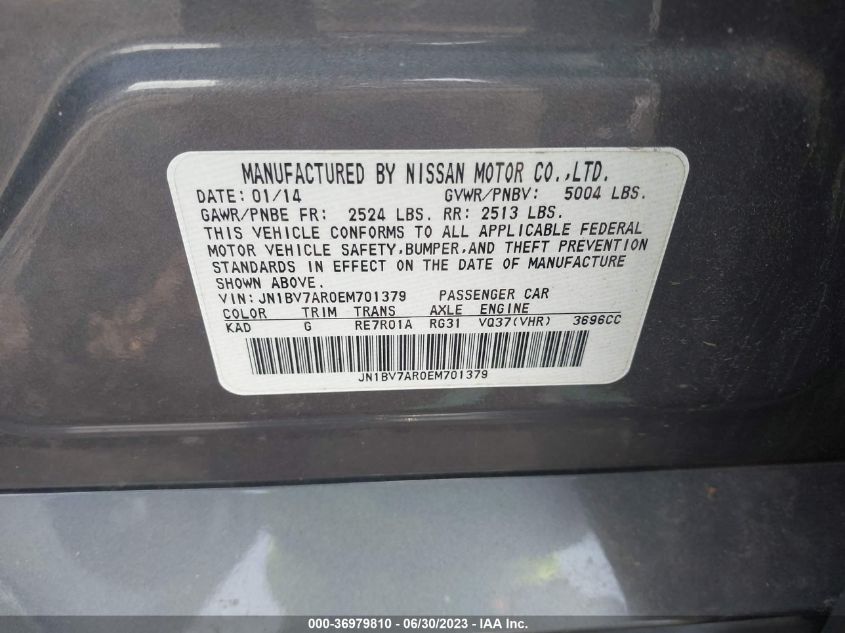 MANUFACTURED BY NISSAN MOTOR CO.,LTD.
DATE: 01/14 GVWR/PNBV: 5004 LBS.
GAWR/PNBE FR: 2524 LBS. RR: 2513 LBS.
THIS VEHICLE CONFORMS TO ALL APPLICABLE FEDERAL
MOTOR VEHICLE SAFETY,BUMPER,AND THEFT PREVENTION
STANDARDS IN EFFECT ON THE DATE OF MANUFACTURE
SHOWN ABOVE.
VIN:JN1BV7AR0EM701379 PASSENGER CAR
COLOR TRIM TRANS AXLE ENGINE
KAD G RE7R01A RG31 VQ37(VHR) 3696CC
JN1BV7AR0EM701379
000-36979810 - 06/30/2023 - IAAI.com